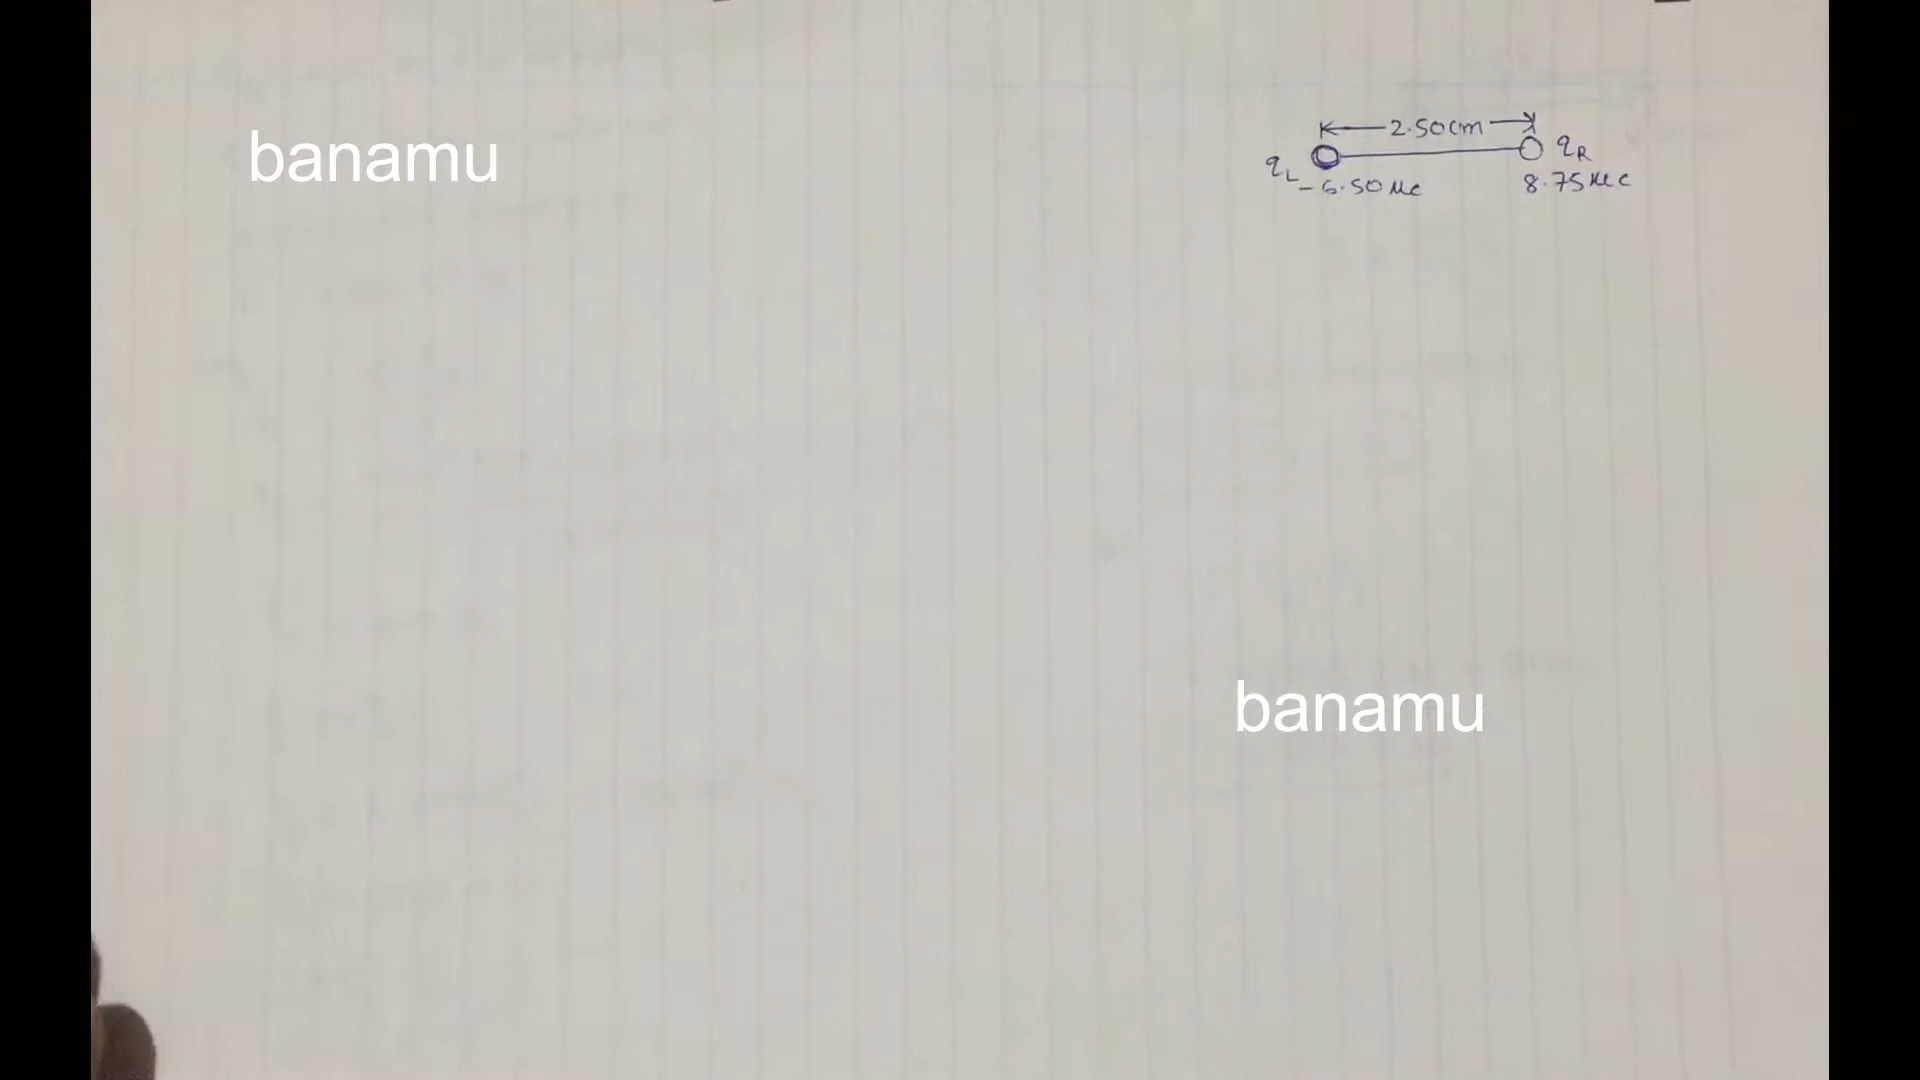 banamu
2.50cm
qL
qR
-6.50μc
8.75μc
banamu